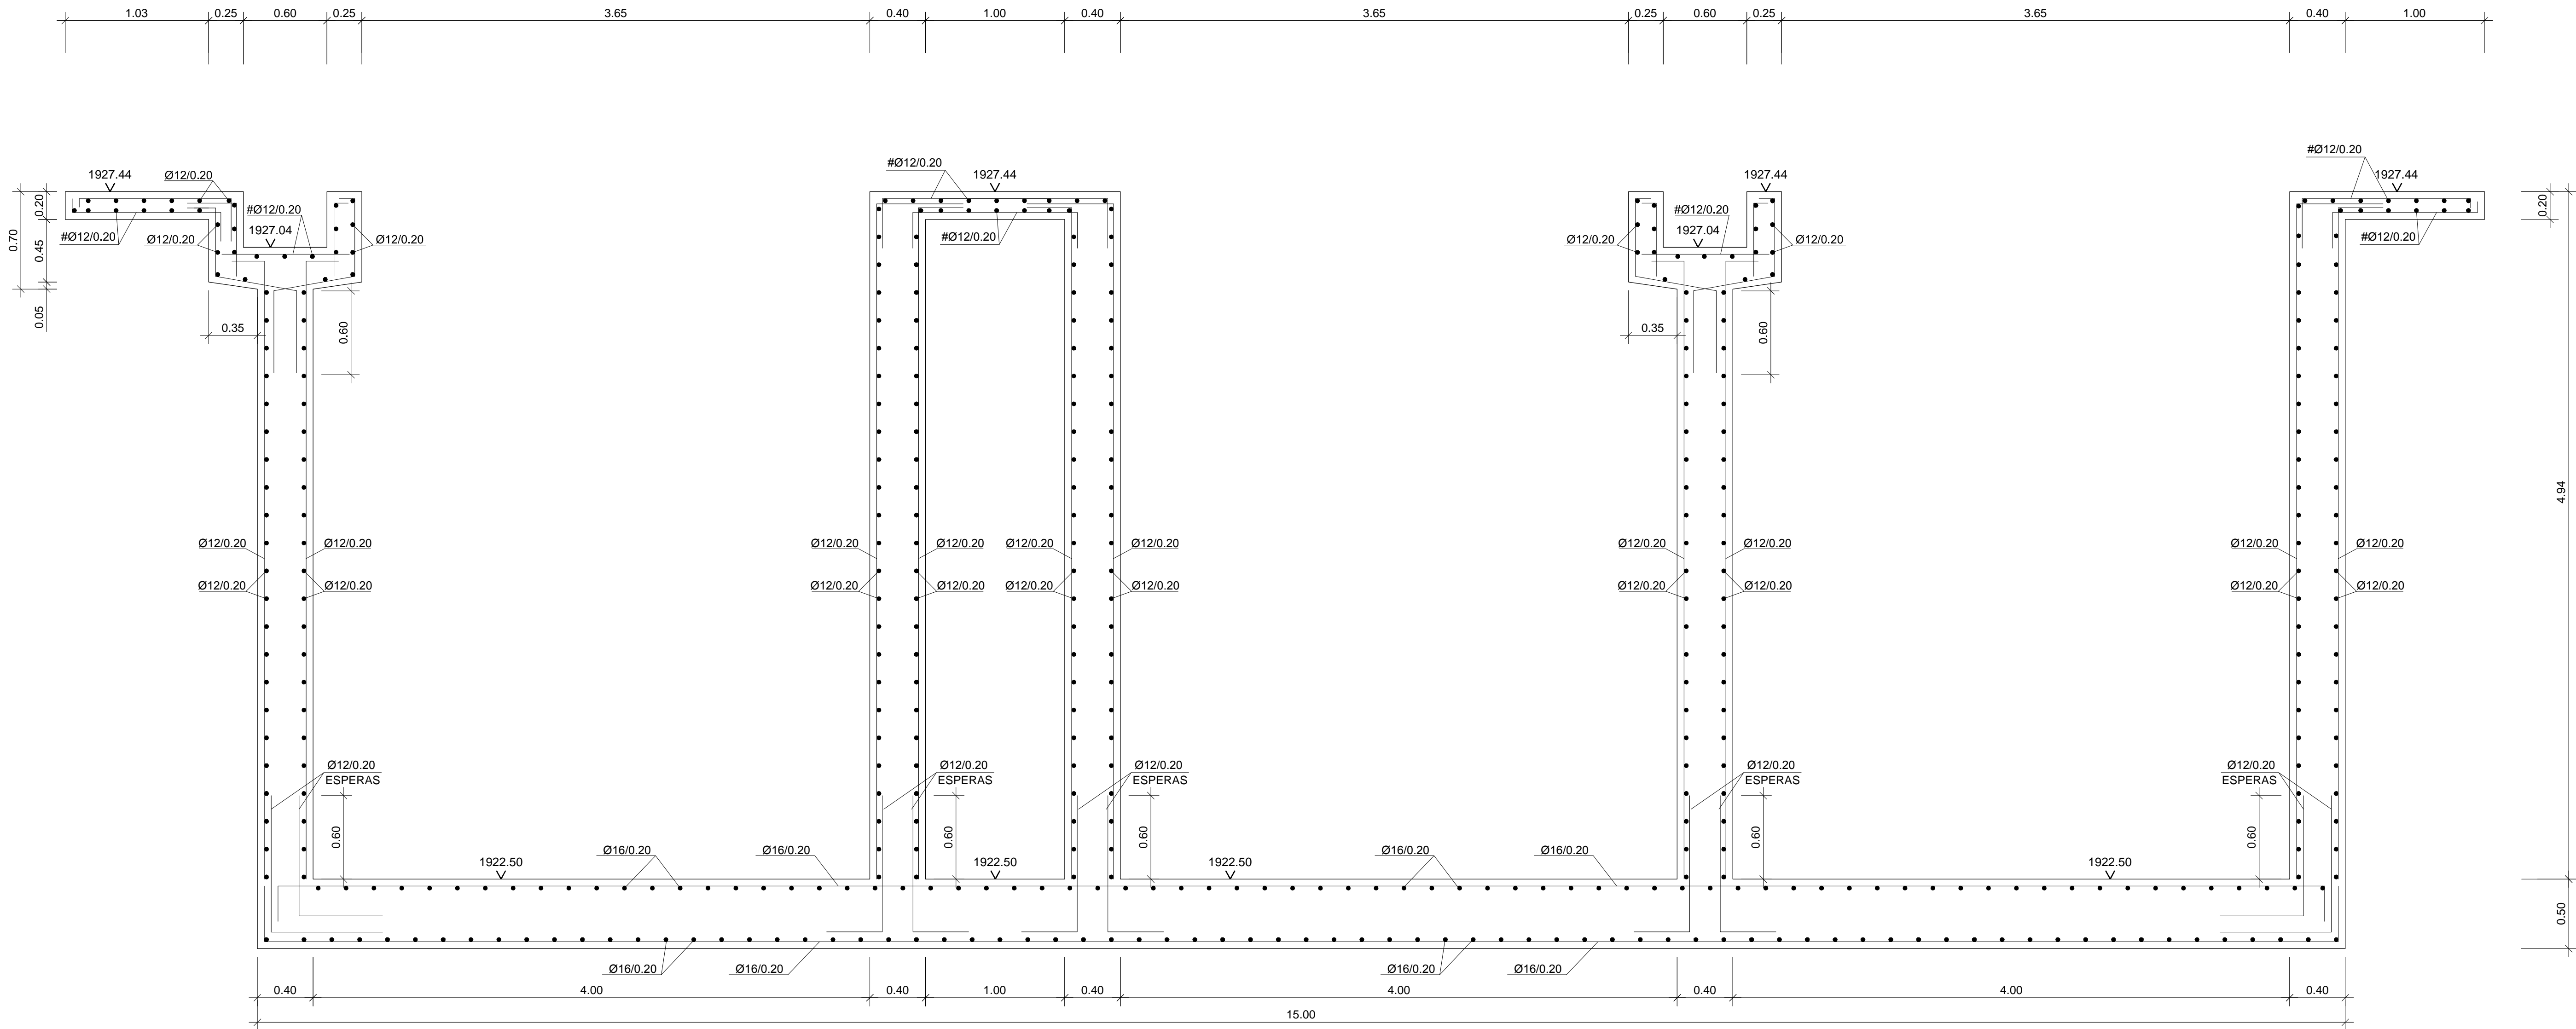 1.03 0.25 0.60 0.25 3.65 0.40 1.00 0.40 3.65 0.25 0.60 0.25 3.65 0.40 1.00
#Ø12/0.20 #Ø12/0.20
1927.44 Ø12/0.20 1927.44 1927.44 1927.44
0.20 0.20
#Ø12/0.20 #Ø12/0.20
1927.04 1927.04
#Ø12/0.20 Ø12/0.20 Ø12/0.20 #Ø12/0.20 Ø12/0.20 Ø12/0.20 #Ø12/0.20
0.70 0.45
0.05
0.35 0.60 0.35 0.60
4.94
Ø12/0.20 Ø12/0.20 Ø12/0.20 Ø12/0.20 Ø12/0.20 Ø12/0.20 Ø12/0.20 Ø12/0.20 Ø12/0.20 Ø12/0.20
Ø12/0.20 Ø12/0.20 Ø12/0.20 Ø12/0.20 Ø12/0.20 Ø12/0.20 Ø12/0.20 Ø12/0.20 Ø12/0.20 Ø12/0.20
Ø12/0.20 Ø12/0.20 Ø12/0.20 Ø12/0.20 Ø12/0.20
ESPERAS ESPERAS ESPERAS ESPERAS ESPERAS
0.60 0.60 0.60 0.60 0.60
Ø16/0.20 Ø16/0.20 Ø16/0.20 Ø16/0.20
1922.50 1922.50 1922.50 1922.50
0.50
Ø16/0.20 Ø16/0.20 Ø16/0.20 Ø16/0.20
0.40 4.00 0.40 1.00 0.40 4.00 0.40 4.00 0.40
15.00